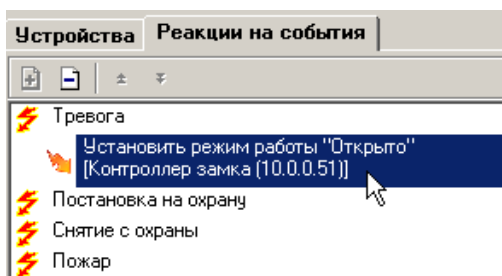 Устройства Реакции на события
Тревога
Установить режим работы "Открыто"
[Контроллер замка (10.0.0.51)]
Постановка на охрану
Снятие с охраны
Пожар